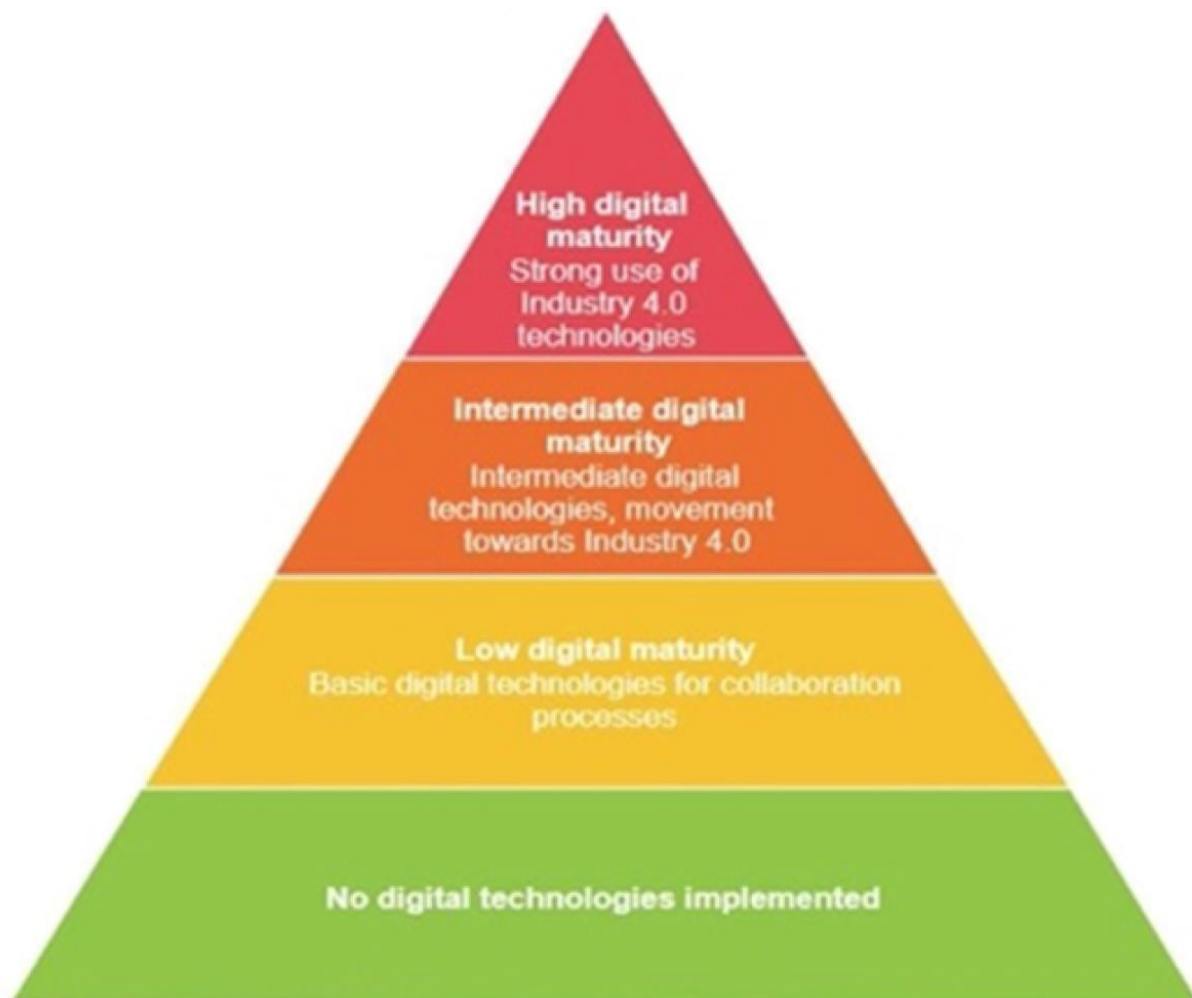 High digital
maturity
Strong use of
Industry 4.0
technologies
Intermediate digital
maturity
Intermediate digital
technologies, movement
towards Industry 4.0
Low digital maturity
Basic digital technologies for collaboration
processes
No digital technologies implemented